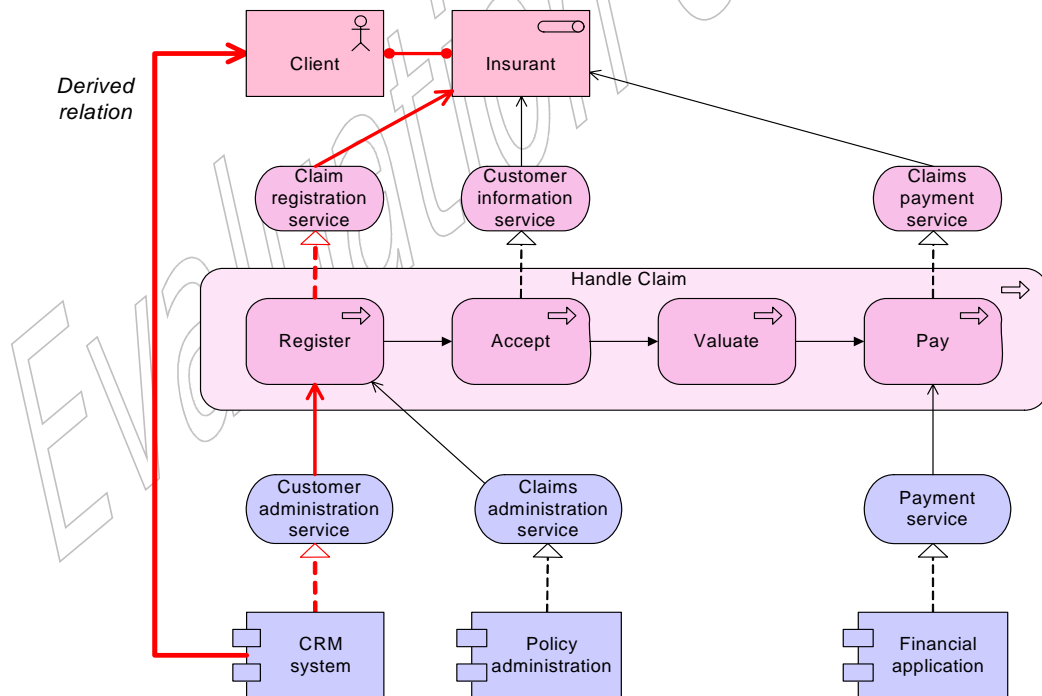 Client
Insurant
Derived
relation
Claim
registration
service
Customer
information
service
Claims
payment
service
Handle Claim
Register
Accept
Valuate
Pay
Customer
administration
service
Claims
administration
service
Payment
service
CRM
system
Policy
administration
Financial
application
Evaluation